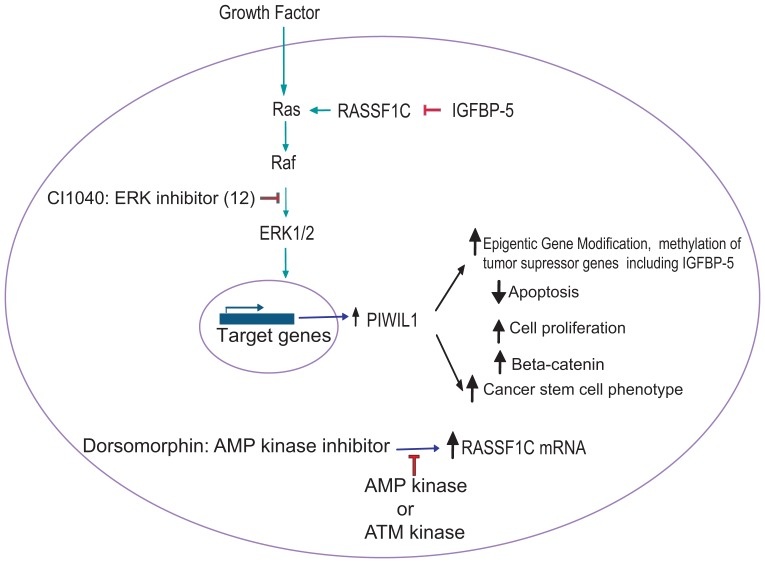 Growth Factor
Ras
RASSF1C
IGFBP-5
Raf
CI1040: ERK inhibitor (12)
ERK1/2
Epigentic Gene Modification, methylation of
tumor supressor genes including IGFBP-5
Apoptosis
Target genes
PIWIL1
Cell proliferation
Beta-catenin
Cancer stem cell phenotype
Dorsomorphin: AMP kinase inhibitor
RASSF1C mRNA
AMP kinase
or
ATM kinase